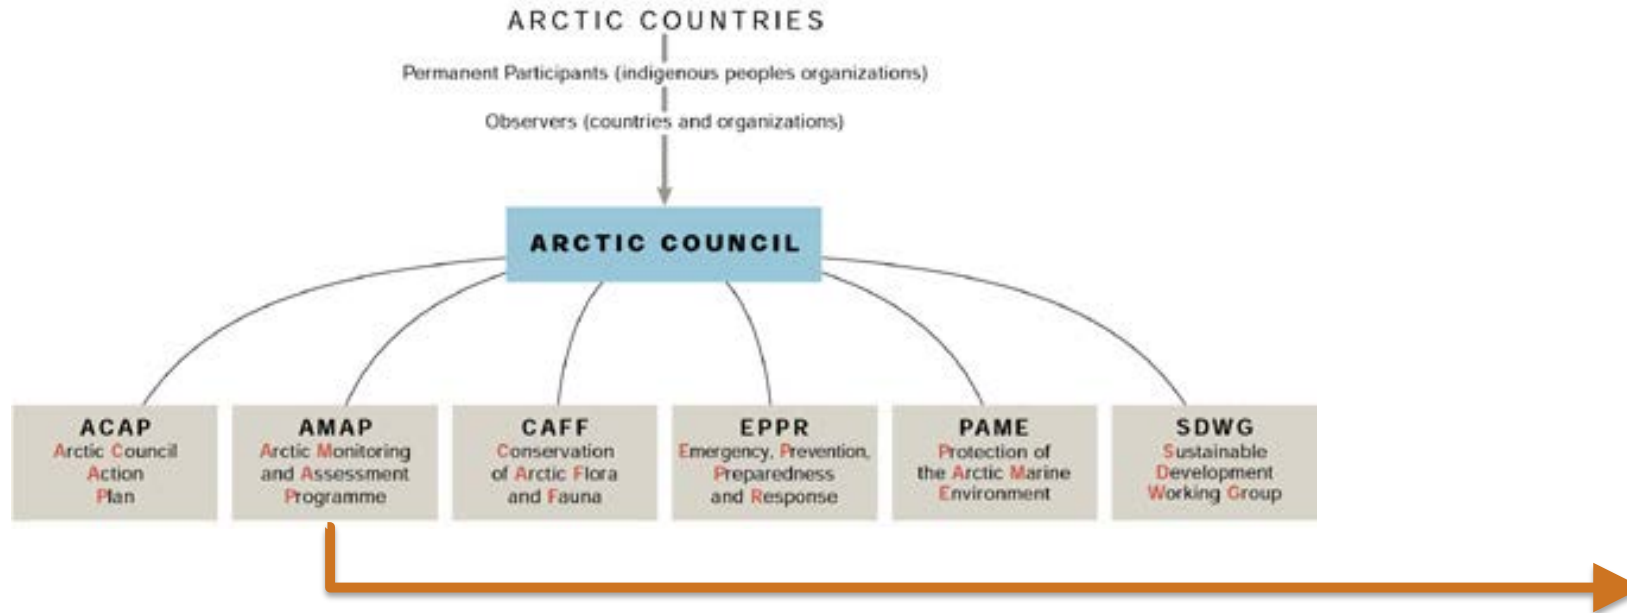 ARCTIC COUNTRIES
Permanent Participants (indigenous peoples organizations)
Observers (countries and organizations)
ARCTIC COUNCIL
ACAP
Arctic Council
Action
Plan
AMAP
Arctic Monitoring
and Assessment
Programme
CAFF
Conservation
of Arctic Flora
and Fauna
EPPR
Emergency, Prevention,
Preparedness
and Response
PAME
Protection of
the Arctic Marine
Environment
SDWG
Sustainable
Development
Working Group